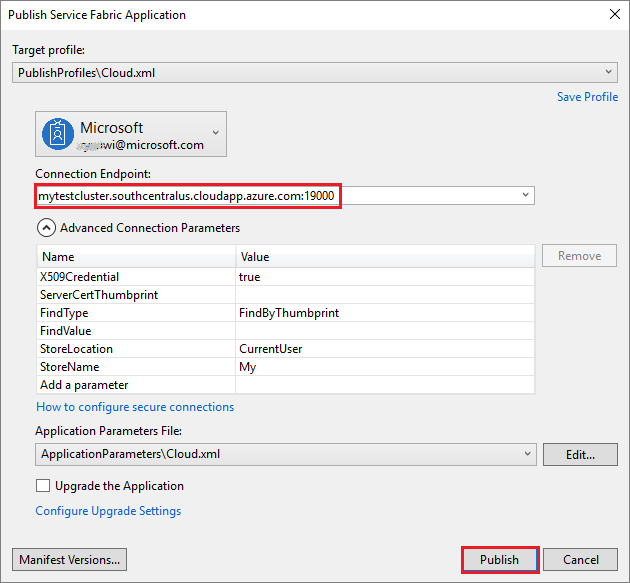 Publish Service Fabric Application
Target profile:
PublishProfiles\Cloud.xml
Save Profile
Microsoft
@microsoft.com
Connection Endpoint:
mytestcluster.southcentralus.cloudapp.azure.com:19000
Advanced Connection Parameters
Name Value
Remove
X509Credential true
ServerCertThumbprint
FindType FindByThumbprint
FindValue
StoreLocation CurrentUser
StoreName My
Add a parameter
How to configure secure connections
Application Parameters File:
ApplicationParameters\Cloud.xml
Edit...
Upgrade the Application
Configure Upgrade Settings
Manifest Versions...
Publish
Cancel